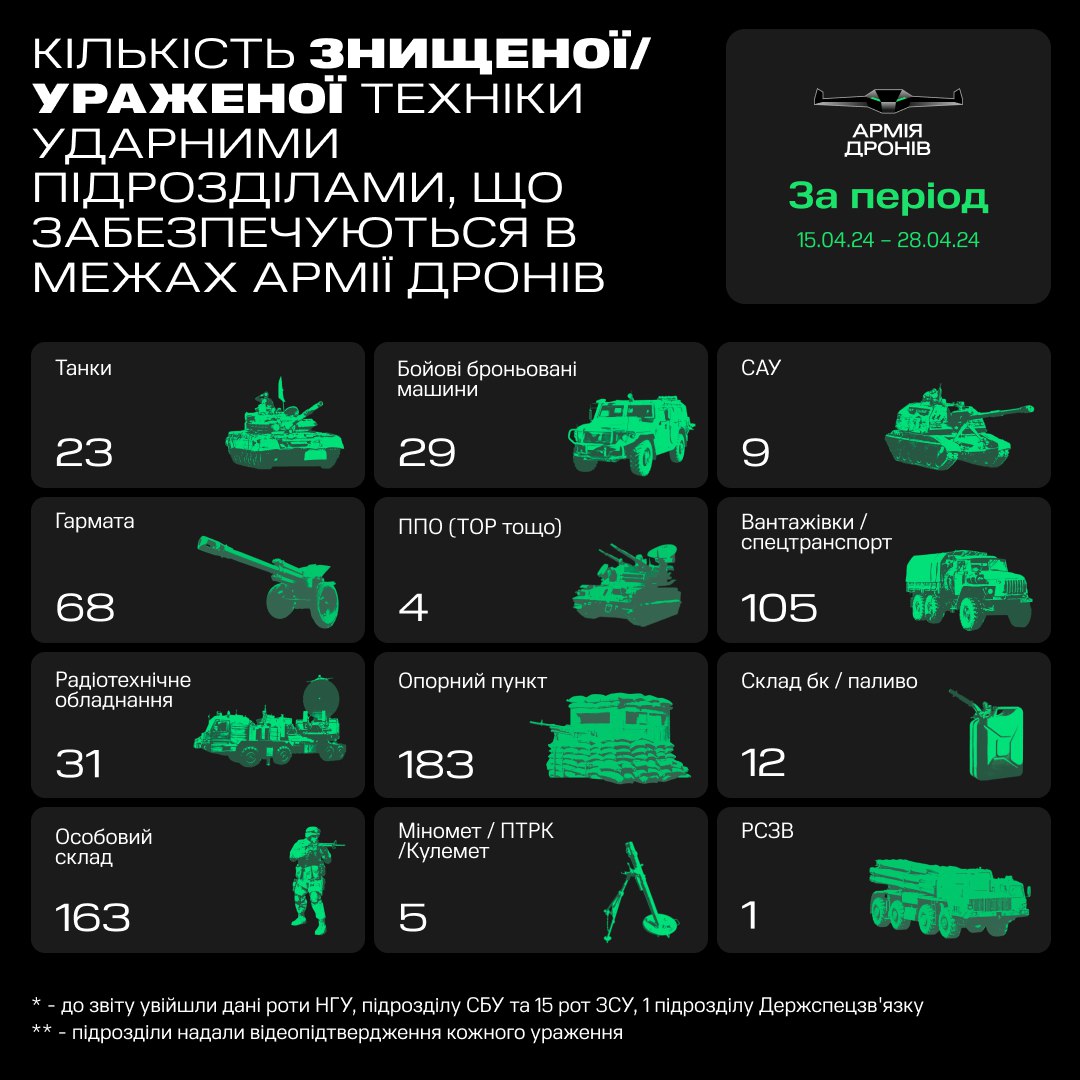 КІЛЬКІСТЬ ЗНИЩЕНОЇ/
УРАЖЕНОЇ ТЕХНІКИ
УДАРНИМИ
ПІДРОЗДІЛАМИ, ЩО
ЗАБЕЗПЕЧУЮТЬСЯ В
МЕЖАХ АРМІЇ ДРОНІВ
АРМІЯ
ДРОНІВ
За період
15.04.24 – 28.04.24
Танки
23
Бойові броньовані
машини
29
САУ
9
Гармата
68
ППО (ТОР тощо)
4
Вантажівки /
спецтранспорт
105
Радіотехнічне
обладнання
31
Опорний пункт
183
Склад бк / паливо
12
Особовий
склад
163
Міномет / ПТРК
/Кулемет
5
РСЗВ
1
* - до звіту увійшли дані роти НГУ, підрозділу СБУ та 15 рот ЗСУ, 1 підрозділу Держспецзв'язку
** - підрозділи надали відеопідтвердження кожного ураження